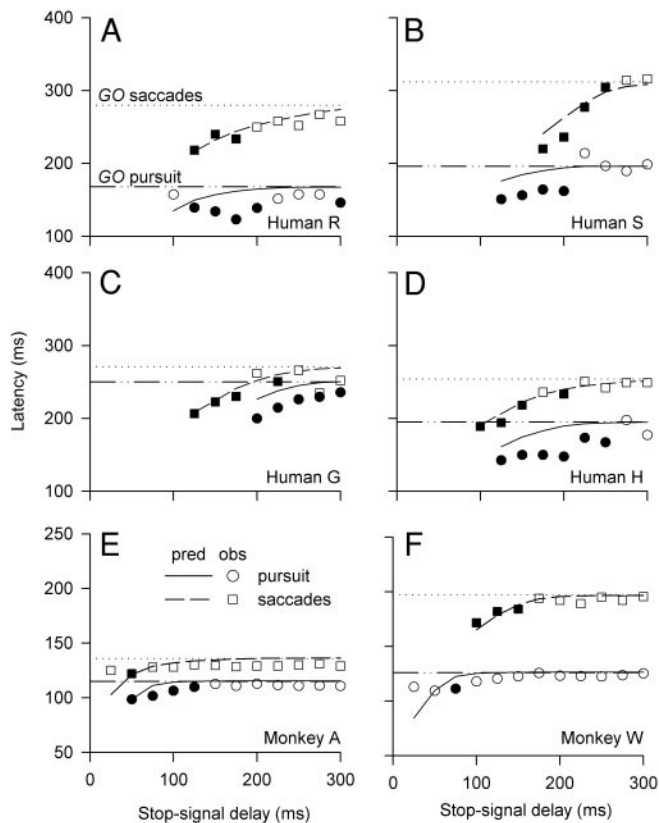 A
B
400
300
200
100
GO saccades
GO pursuit
Human R
Human S
C
D
400
300
200
100
Latency (ms)
Human G
Human H
E
F
250
200
150
100
50
pred obs
pursuit
saccades
Monkey A
Monkey W
0 100 200 300
0 100 200 300
Stop-signal delay (ms)
Stop-signal delay (ms)